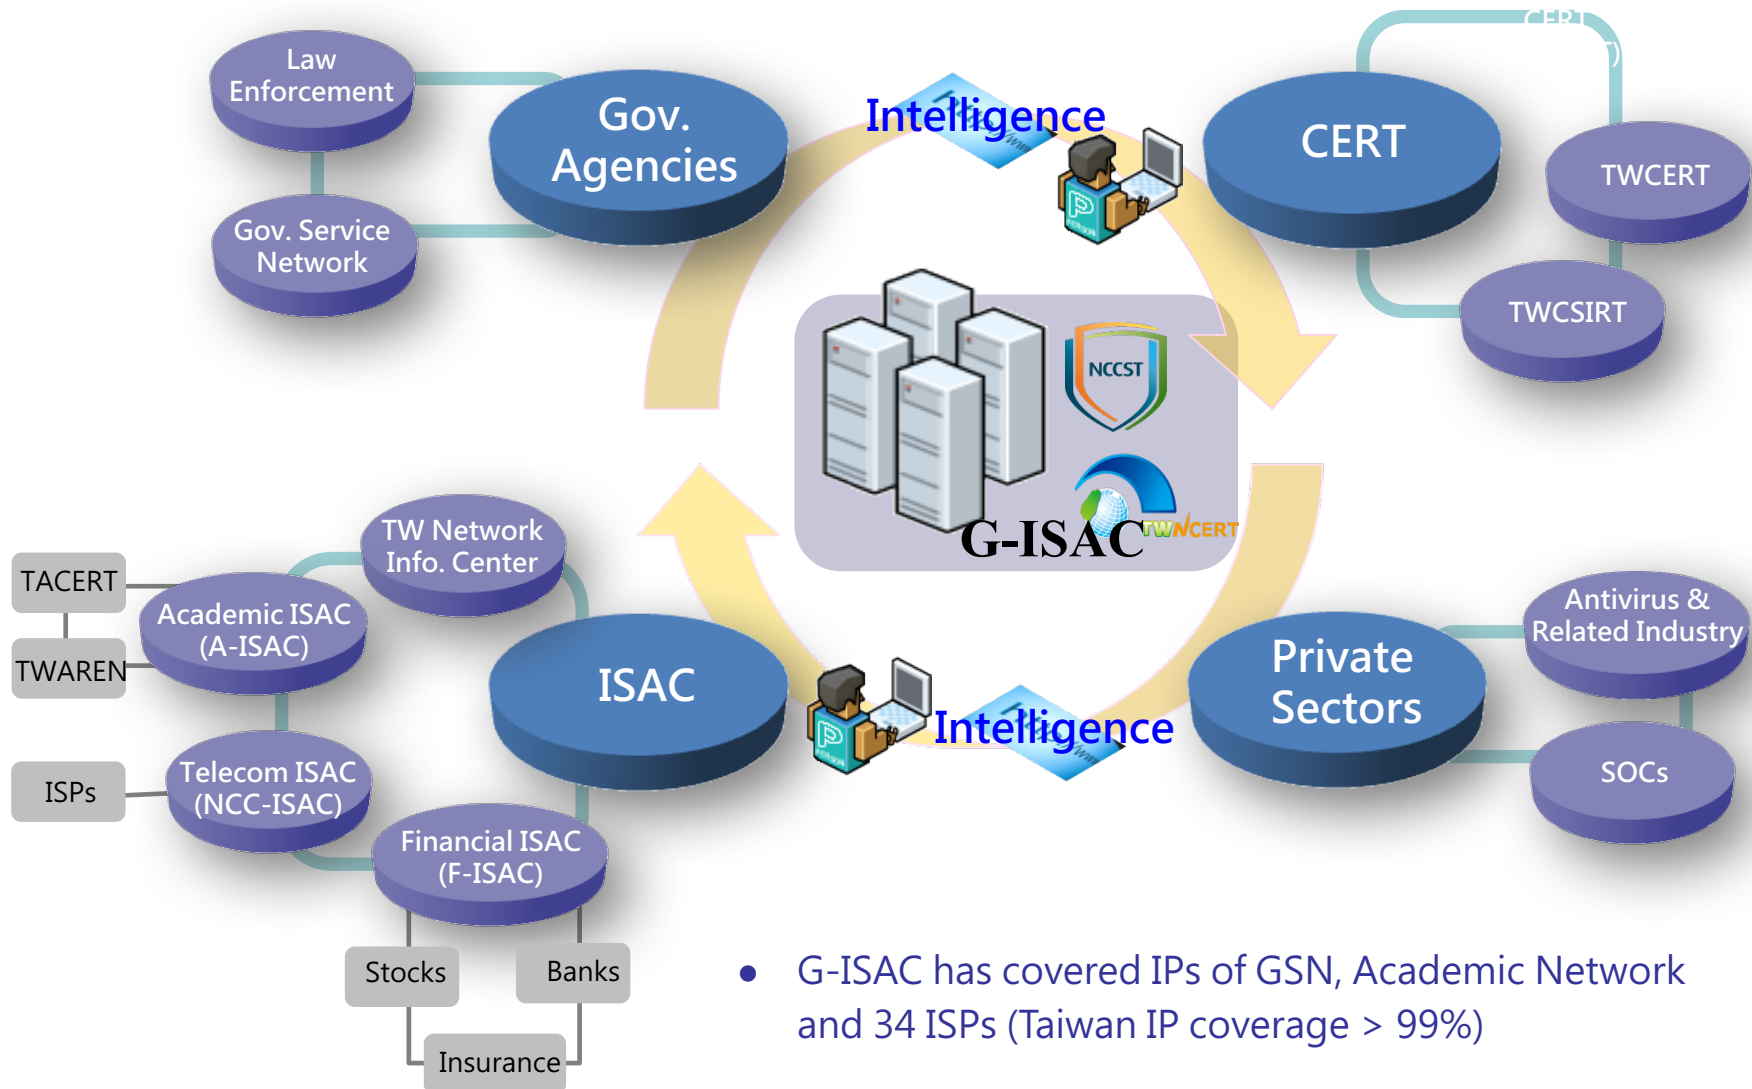 Law
Enforcement
Gov. Service
Network
Gov.
Agencies
Intelligence
CERT
CERT
TWCERT
TWCSIRT
NCCST
TWNCERT
G-ISAC
TW Network
Info. Center
TACERT
Academic ISAC
(A-ISAC)
TWAREN
ISAC
Telecom ISAC
(NCC-ISAC)
ISPs
Financial ISAC
(F-ISAC)
Stocks
Banks
Insurance
Intelligence
Private
Sectors
Antivirus &
Related Industry
SOCs
● G-ISAC has covered IPs of GSN, Academic Network
and 34 ISPs (Taiwan IP coverage > 99%)